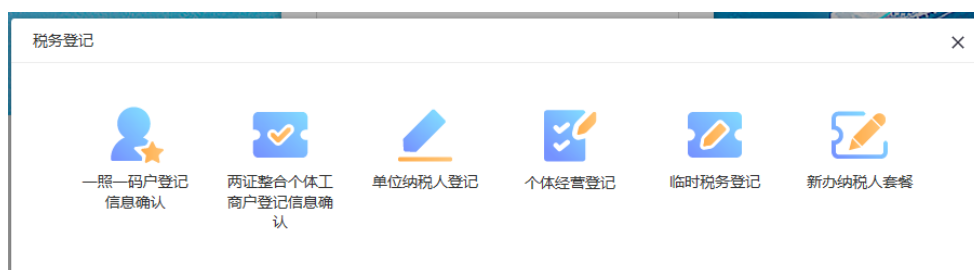 税务登记
一照一码户登记
信息确认
两证整合个体工
商户登记信息确
认
单位纳税人登记
个体经营登记
临时税务登记
新办纳税人套餐